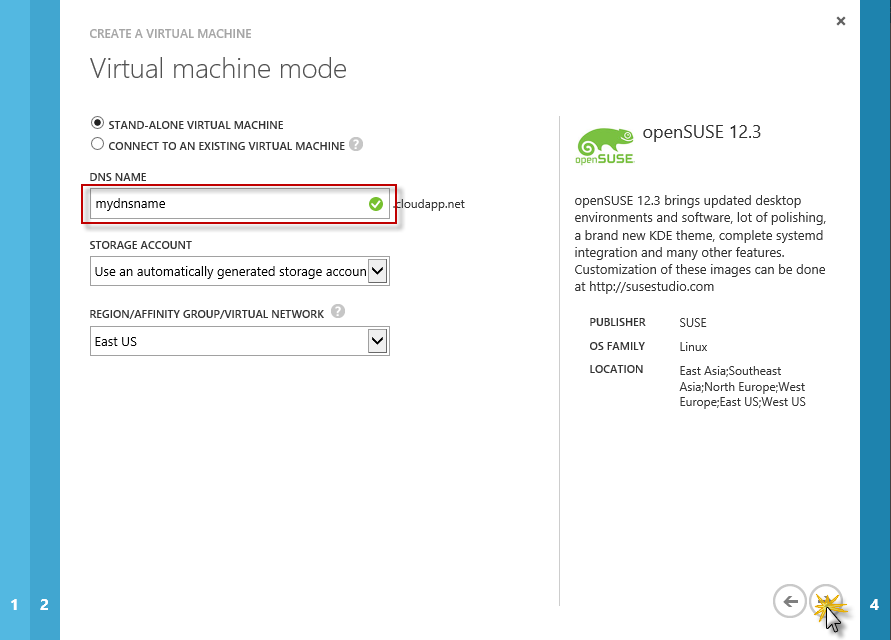 CREATE A VIRTUAL MACHINE
Virtual machine mode
STAND-ALONE VIRTUAL MACHINE
CONNECT TO AN EXISTING VIRTUAL MACHINE ?
DNS NAME
mydnsname
.cloudapp.net
STORAGE ACCOUNT
Use an automatically generated storage accoun
REGION/AFFINITY GROUP/VIRTUAL NETWORK ?
East US
openSUSE
openSUSE 12.3
openSUSE 12.3 brings updated desktop
environments and software, lot of polishing,
a brand new KDE theme, complete systemd
integration and many other features.
Customization of these images can be done
at http://susestudio.com
PUBLISHER SUSE
OS FAMILY Linux
LOCATION East Asia;Southeast
Asia;North Europe;West
Europe;East US;West US
1 2
4